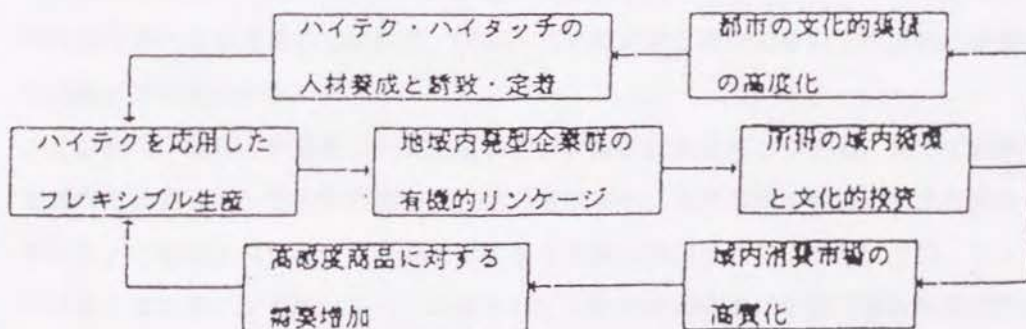 ハイテク・ハイタッチの
人材養成と誘致・定着
都市の文化的集積
の高度化
ハイテクを応用した
フレキシブル生産
地域内発型企業群の
有機的リンケージ
所得の域内循環
と文化的投資
高感度商品に対する
需要増加
域内消費市場の
高質化